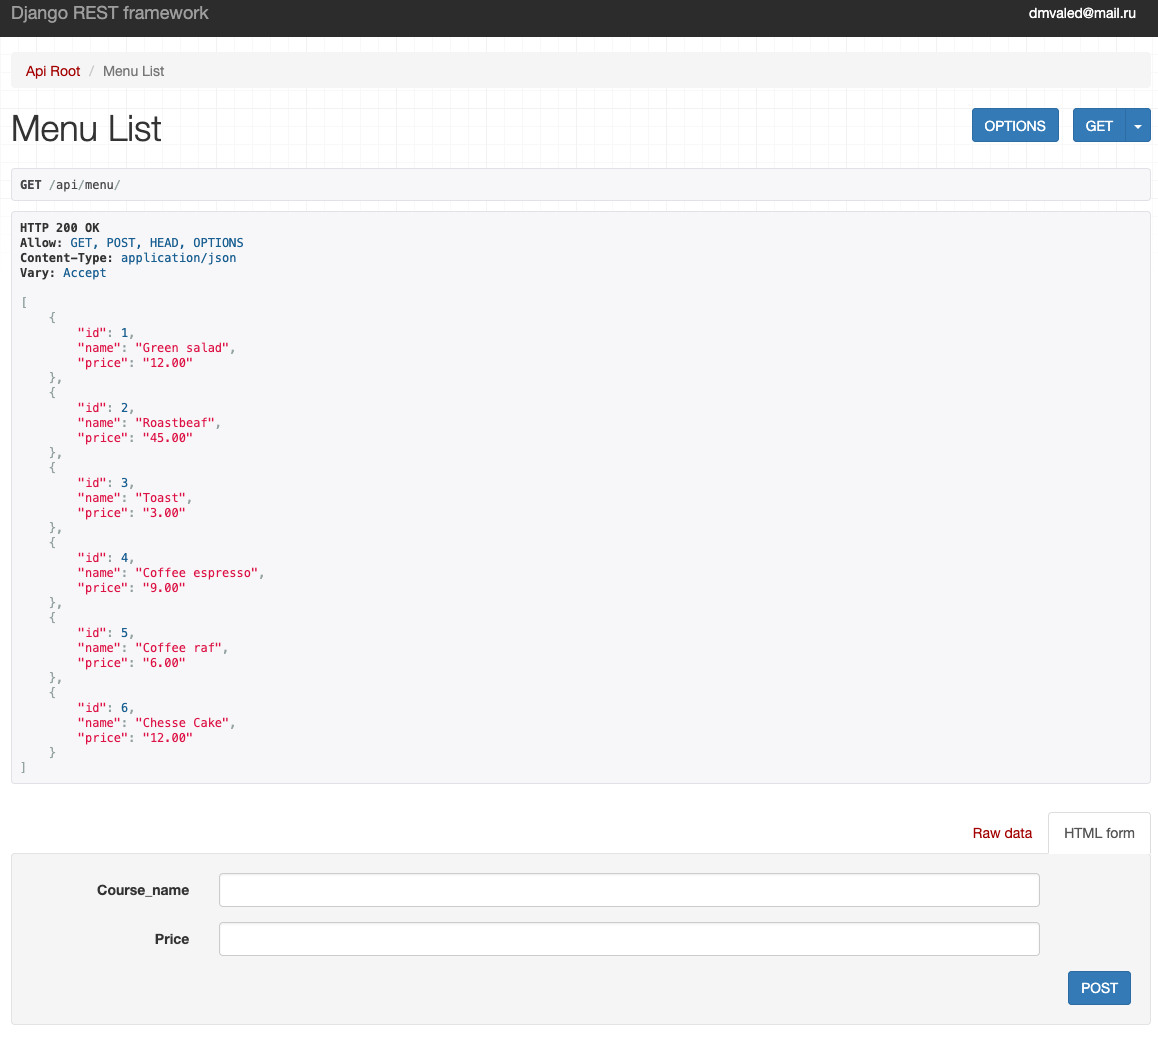 Django REST framework
dmvaled@mail.ru
Api Root / Menu List
Menu List
OPTIONS
GET
GET /api/menu/
HTTP 200 OK
Allow: GET, POST, HEAD, OPTIONS
Content-Type: application/json
Vary: Accept
[
    {
        "id": 1,
        "name": "Green salad",
        "price": "12.00"
    },
    {
        "id": 2,
        "name": "Roastbeaf",
        "price": "45.00"
    },
    {
        "id": 3,
        "name": "Toast",
        "price": "3.00"
    },
    {
        "id": 4,
        "name": "Coffee espresso",
        "price": "9.00"
    },
    {
        "id": 5,
        "name": "Coffee raf",
        "price": "6.00"
    },
    {
        "id": 6,
        "name": "Chesse Cake",
        "price": "12.00"
    }
]
Raw data
HTML form
Course_name
Price
POST